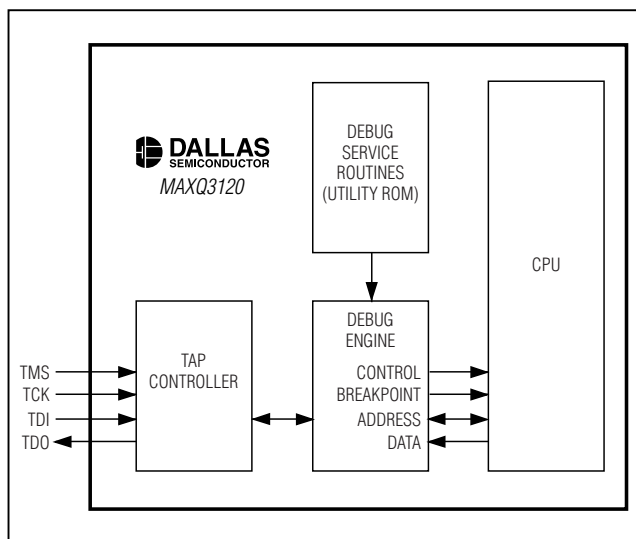 DALLAS
SEMICONDUCTOR
MAXQ3120
DEBUG
SERVICE
ROUTINES
(UTILITY ROM)
CPU
TMS
TCK
TDI
TDO
TAP
CONTROLLER
DEBUG
ENGINE
CONTROL
BREAKPOINT
ADDRESS
DATA